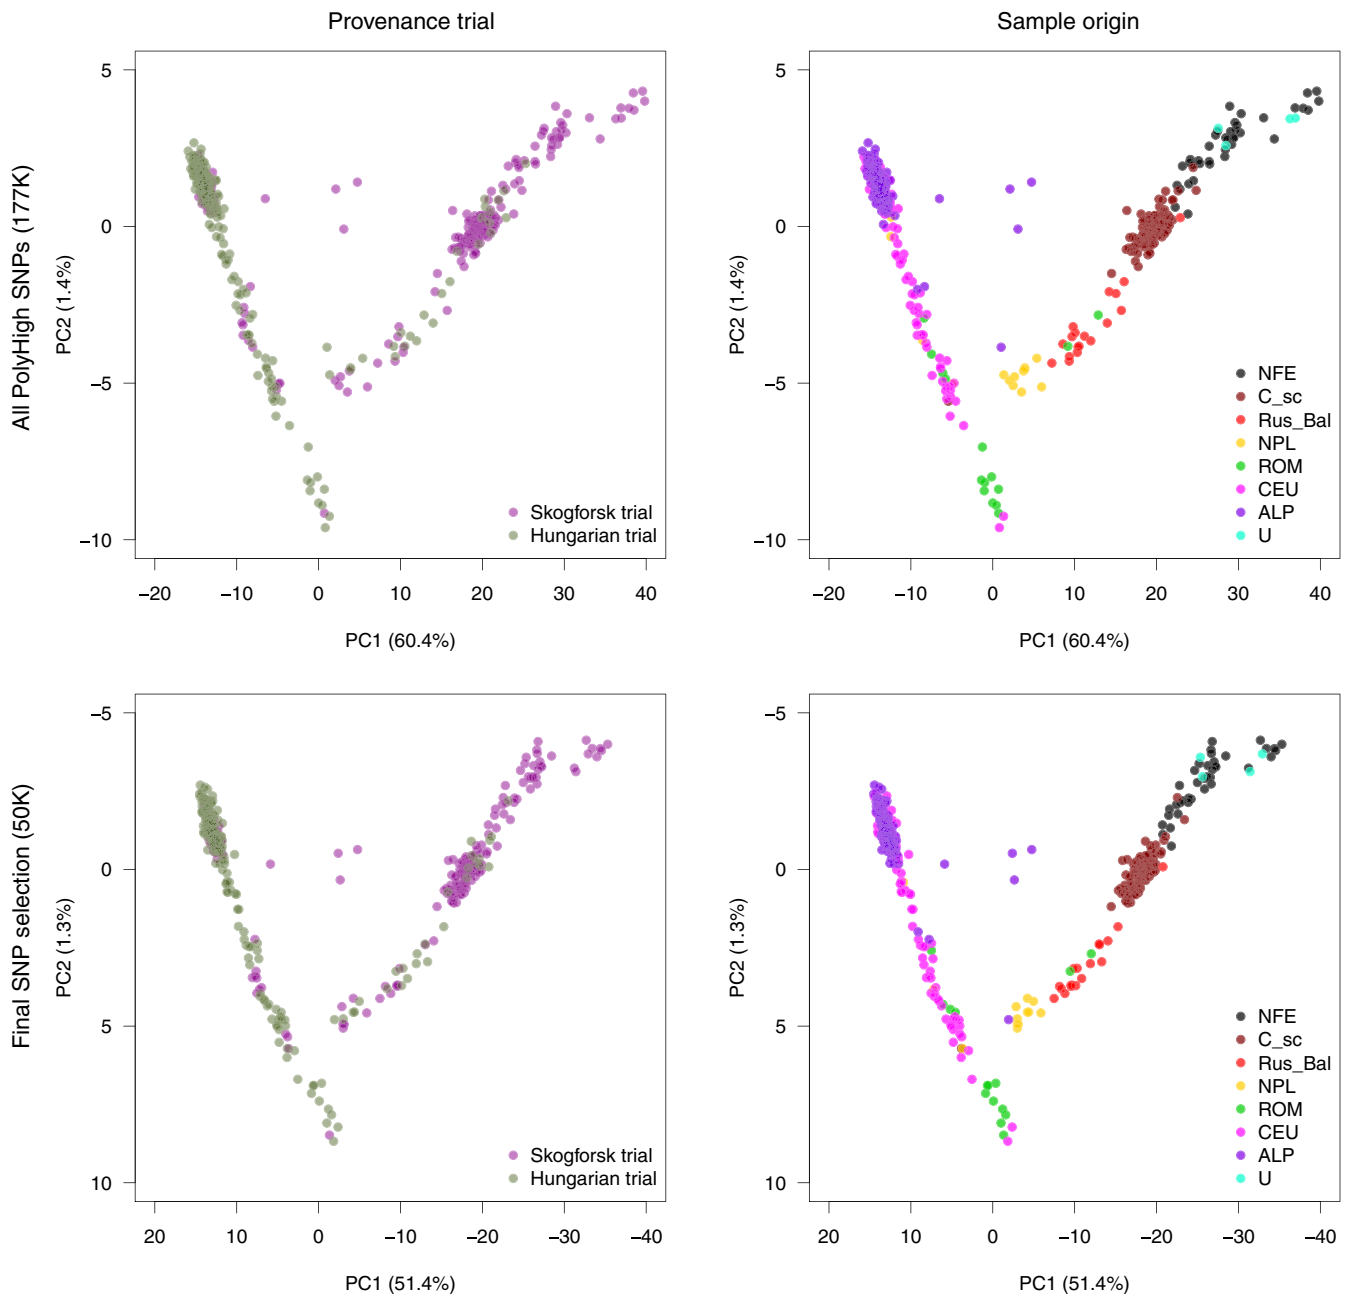 Provenance trial
Sample origin
All PolyHigh SNPs (177K)
PC2 (1.4%)
5
0
−5
−10
Skogforsk trial
Hungarian trial
−20 −10 0 10 20 30 40
PC1 (60.4%)
PC2 (1.4%)
5
0
−5
−10
NFE
C_sc
Rus_Bal
NPL
ROM
CEU
ALP
U
−20 −10 0 10 20 30 40
PC1 (60.4%)
Final SNP selection (50K)
PC2 (1.3%)
−5
0
5
10
Skogforsk trial
Hungarian trial
20 10 0 −10 −20 −30 −40
PC1 (51.4%)
PC2 (1.3%)
−5
0
5
10
NFE
C_sc
Rus_Bal
NPL
ROM
CEU
ALP
U
20 10 0 −10 −20 −30 −40
PC1 (51.4%)